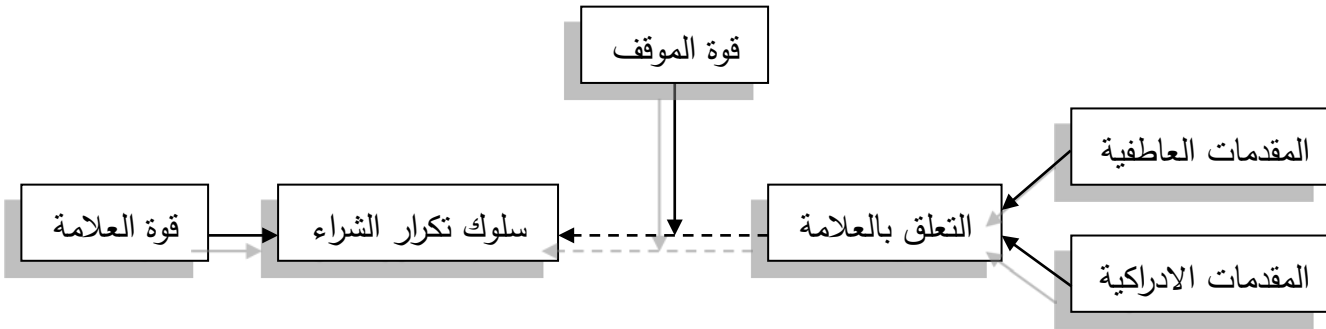 قوة الموقف
المقدمات العاطفية
قوة العلامة
سلوك تكرار الشراء
التعلق بالعلامة
المقدمات الادراكية